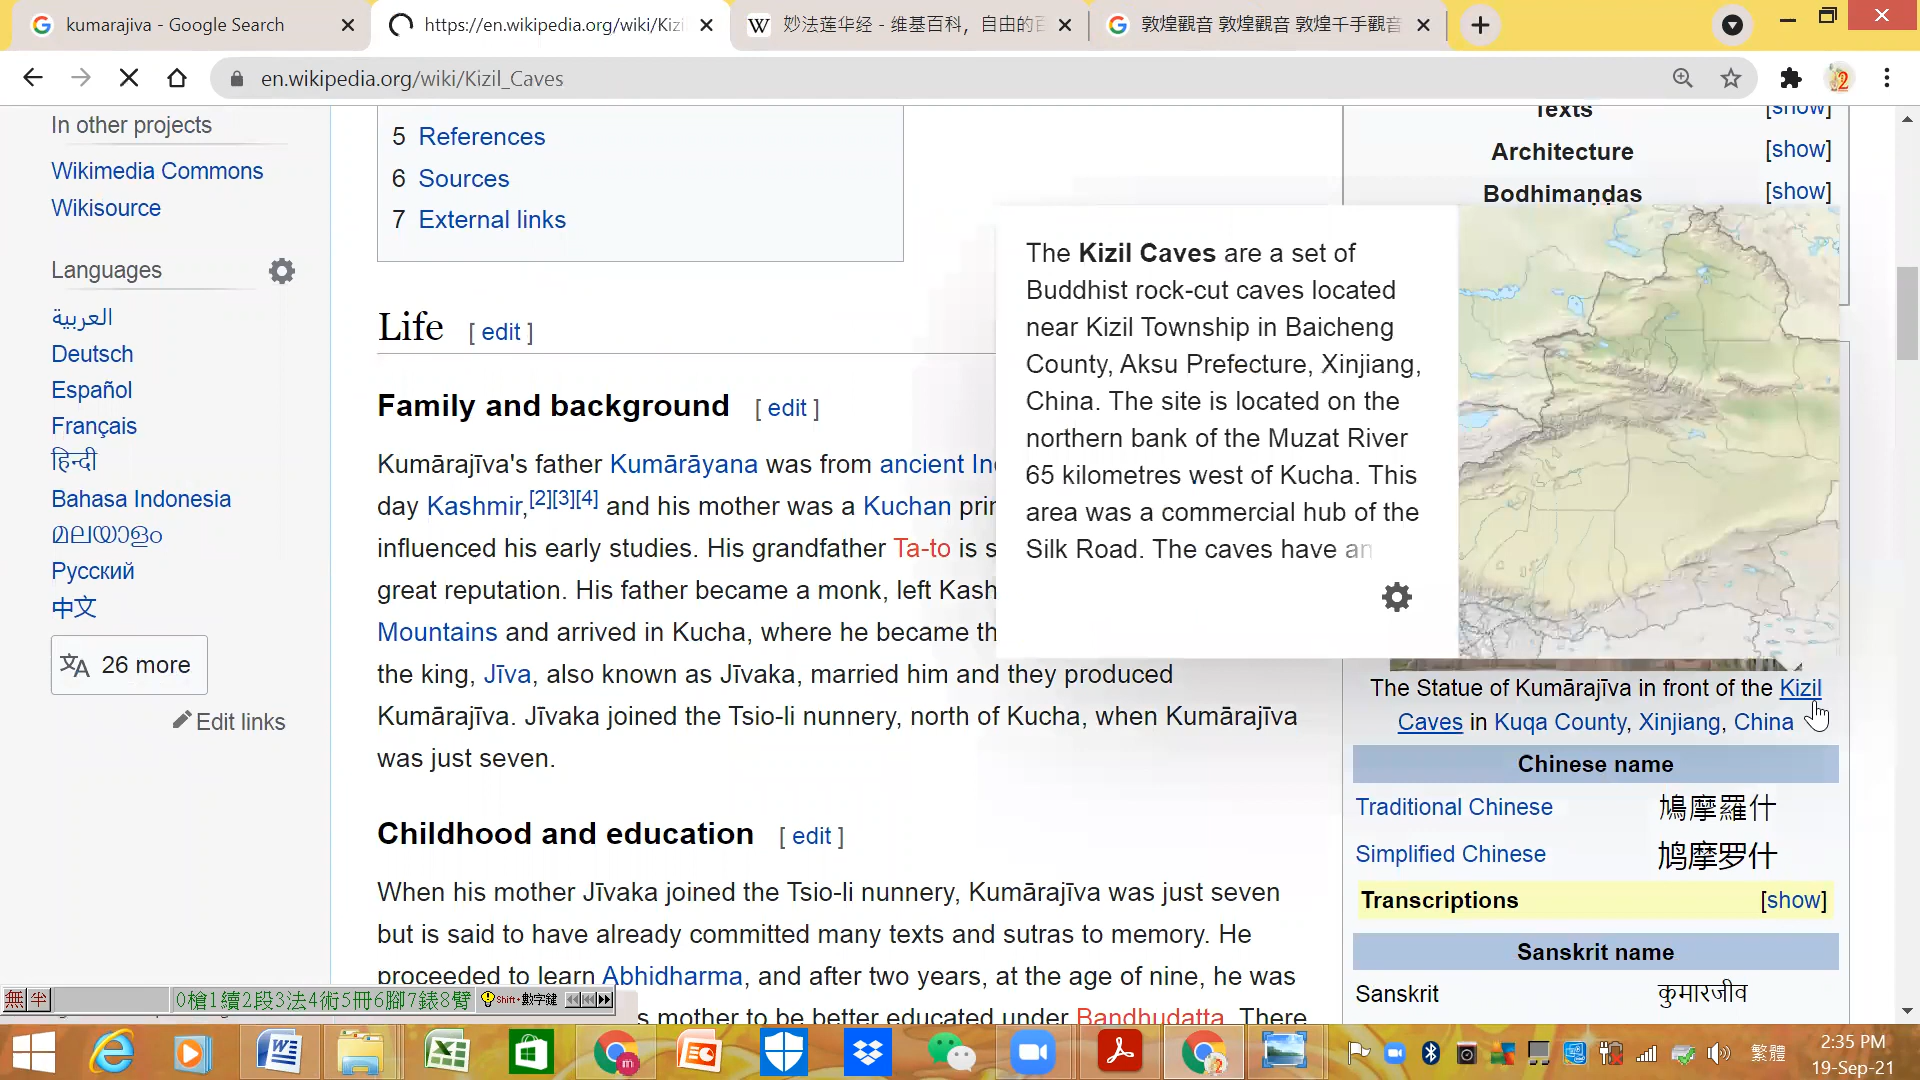 kumarajiva - Google Search
https://en.wikipedia.org/wiki/Kizi
妙法莲华经 - 维基百科，自由的百
敦煌觀音 敦煌觀音 敦煌千手觀音
en.wikipedia.org/wiki/Kizil_Caves
In other projects
Wikimedia Commons
Wikisource
Languages
العربية
Deutsch
Español
Français
हिन्दी
Bahasa Indonesia
മലയാളം
Русский
中文
26 more
Edit links
5 References
6 Sources
7 External links
Life [ edit ]
Family and background [ edit ]
Kumārajīva's father Kumārāyana was from ancient In
day Kashmir,[2][3][4] and his mother was a Kuchan prin
influenced his early studies. His grandfather Ta-to is s
great reputation. His father became a monk, left Kash
Mountains and arrived in Kucha, where he became th
the king, Jīva, also known as Jīvaka, married him and they produced
Kumārajīva. Jīvaka joined the Tsio-li nunnery, north of Kucha, when Kumārajīva
was just seven.
Childhood and education [ edit ]
When his mother Jīvaka joined the Tsio-li nunnery, Kumārajīva was just seven
but is said to have already committed many texts and sutras to memory. He
proceeded to learn Abhidharma, and after two years, at the age of nine, he was
s mother to be better educated under Bandhudatta. There
The Kizil Caves are a set of
Buddhist rock-cut caves located
near Kizil Township in Baicheng
County, Aksu Prefecture, Xinjiang,
China. The site is located on the
northern bank of the Muzat River
65 kilometres west of Kucha. This
area was a commercial hub of the
Silk Road. The caves have an
Texts [show]
Architecture [show]
Bodhimaṇḍas [show]
The Statue of Kumārajīva in front of the Kizil
Caves in Kuqa County, Xinjiang, China
Chinese name
Traditional Chinese 鳩摩羅什
Simplified Chinese 鸠摩罗什
Transcriptions [show]
Sanskrit name
Sanskrit कुमारजीव
無 半 0槍1續2段3法4術5冊6腳7錶8臂 Shift+數字鍵
繁體
2:35 PM
19-Sep-21